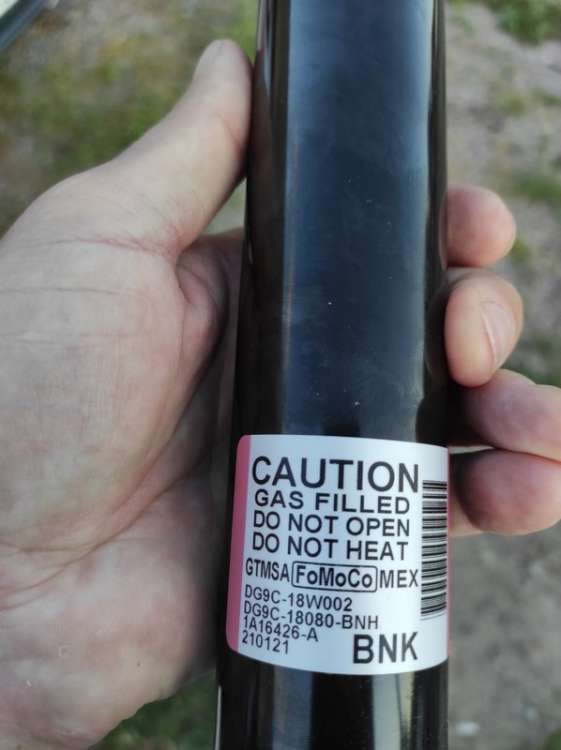 CAUTION
GAS FILLED
DO NOT OPEN
DO NOT HEAT
GTMSA FoMoCo MEX
DG9C-18W002
DG9C-18080-BNH
1A16426-A
210121
BNK